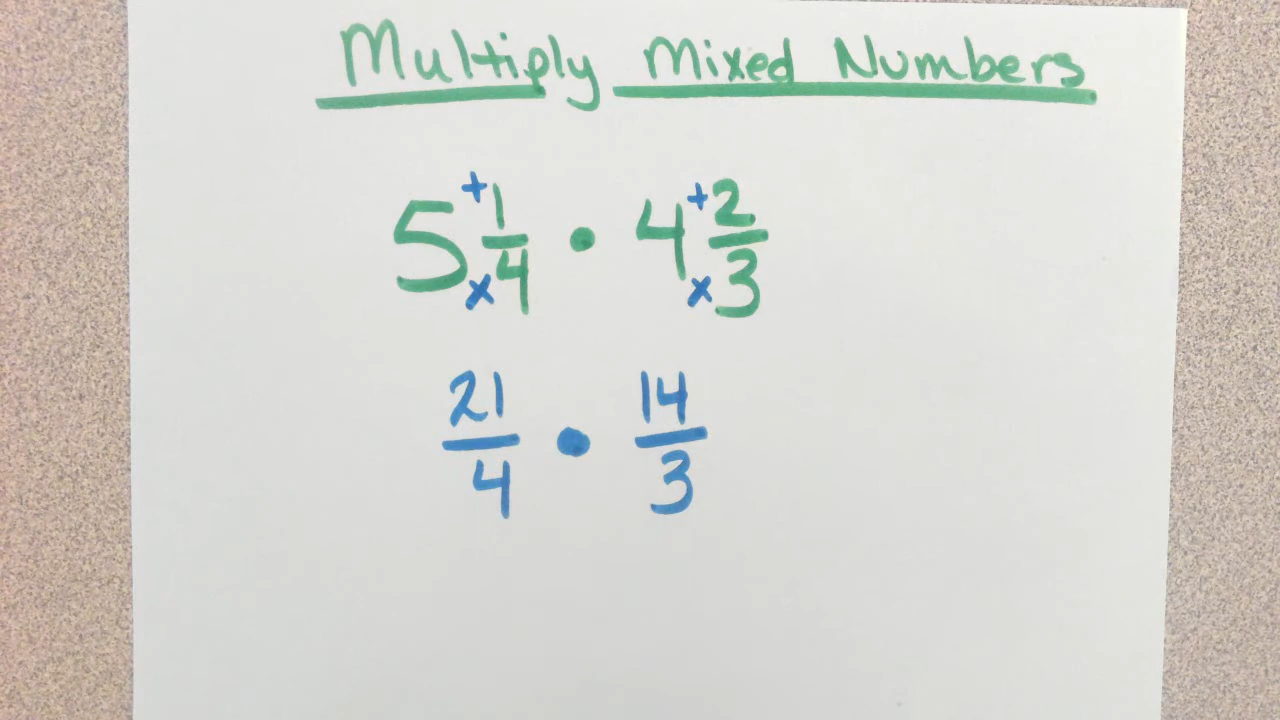 Multiply Mixed Numbers
5 + 1/4 x • 4 + 2/3 x
21/4 • 14/3